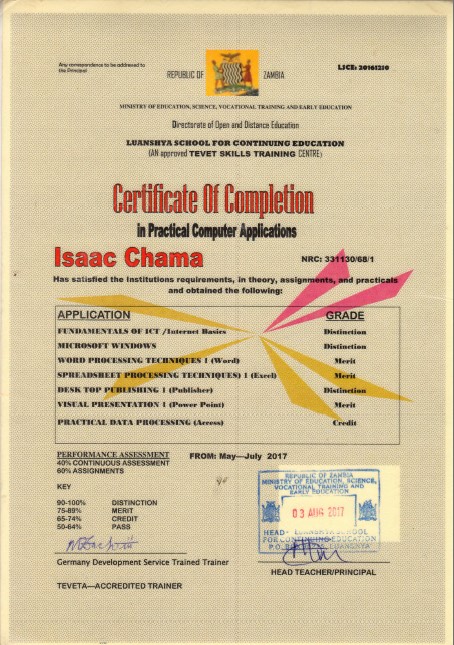 Any correspondence to be addressed to
the Principal
LSCE: 20161210
REPUBLIC OF ZAMBIA
MINISTRY OF EDUCATION, SCIENCE, VOCATIONAL TRAINING AND EARLY EDUCATION
Directorate of Open and Distance Education
LUANSHYA SCHOOL FOR CONTINUING EDUCATION
(AN approved TEVET SKILLS TRAINING CENTRE)
Certificate Of Completion
in Practical Computer Applications
Isaac Chama
NRC: 331130/68/1
Has satisfied the Institutions requirements, in theory, assignments, and practicals
and obtained the following:
APPLICATION GRADE
FUNDAMENTALS OF ICT /Internet Basics Distinction
MICROSOFT WINDOWS Distinction
WORD PROCESSING TECHNIQUES 1 (Word) Merit
SPREADSHEET PROCESSING TECHNIQUES) 1 (Excel) Merit
DESK TOP PUBLISHING 1 (Publisher) Distinction
VISUAL PRESENTATION 1 (Power Point) Merit
PRACTICAL DATA PROCESSING (Access) Credit
PERFORMANCE ASSESSMENT FROM: May—July 2017
40% CONTINUOUS ASSESSMENT
60% ASSIGNMENTS
KEY
90-100% DISTINCTION
75-89% MERIT
65-74% CREDIT
50-64% PASS
REPUBLIC OF ZAMBIA
MINISTRY OF EDUCATION, SCIENCE,
VOCATIONAL TRAINING AND
EARLY EDUCATION
03 AUG 2017
HEAD- LUANSHYA SCHOOL
FOR CONTINUING EDUCATION
LUANSHYA
Germany Development Service Trained Trainer
HEAD TEACHER/PRINCIPAL
TEVETA—ACCREDITED TRAINER